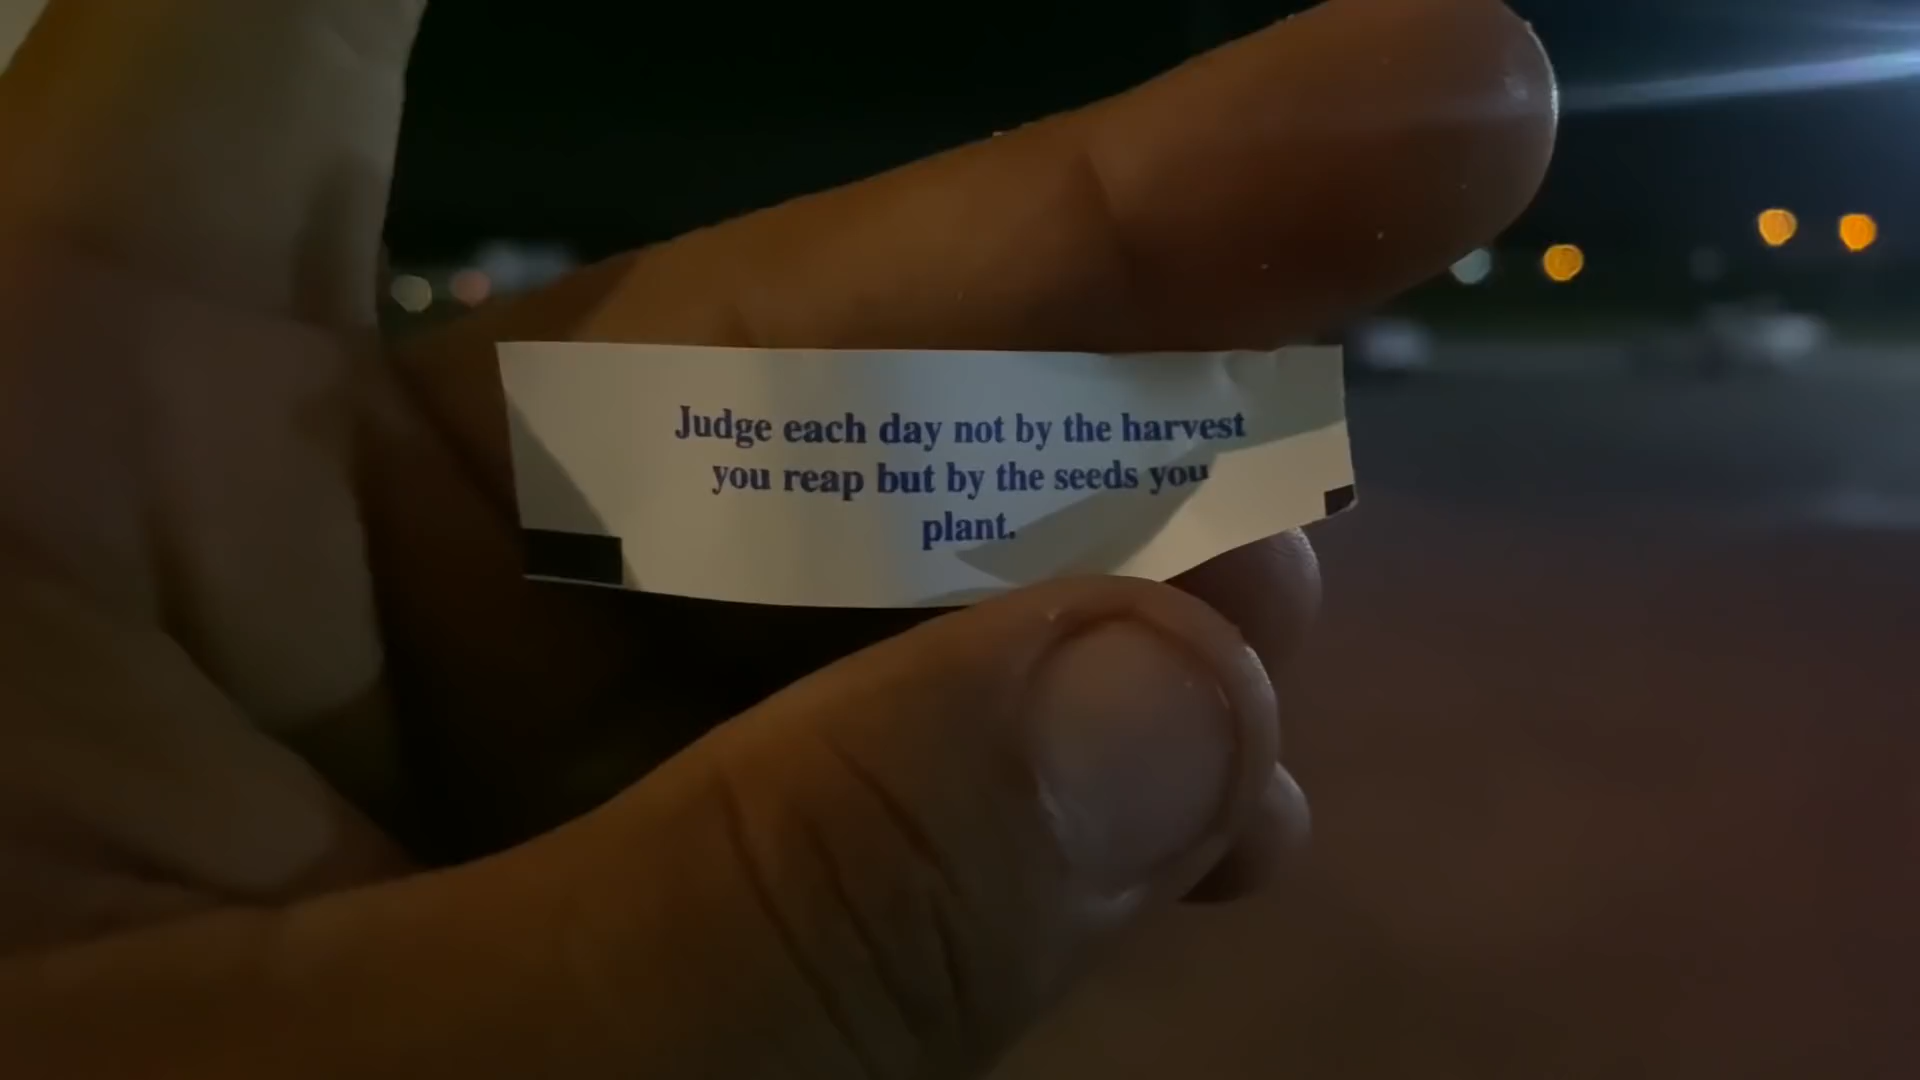 Judge each day not by the harvest
you reap but by the seeds you
plant.